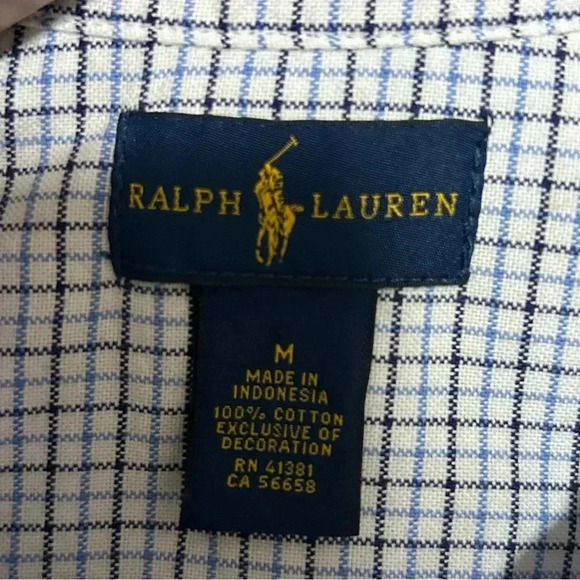 RALPH LAUREN
M
MADE IN
INDONESIA
100% COTTON
EXCLUSIVE OF
DECORATION
RN 41381
CA 56658